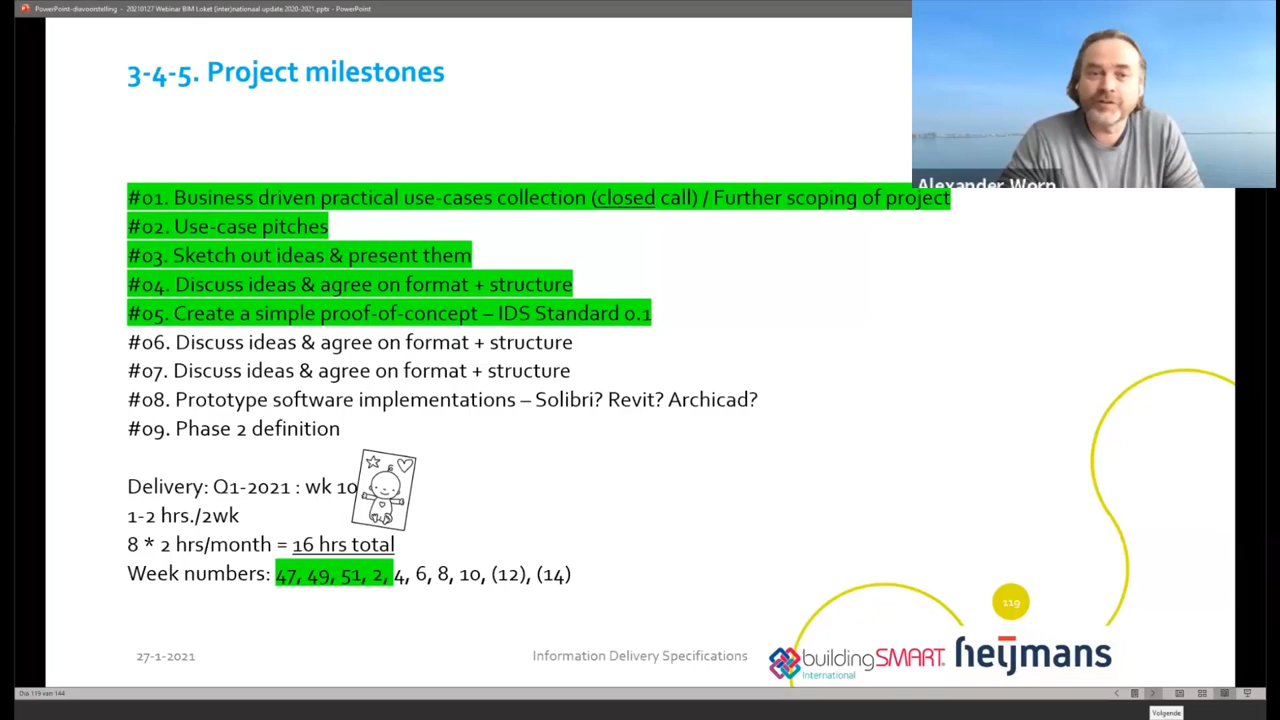 PowerPoint-diavoorstelling - 20210127 Webinar BIM Loket (inter)nationaal update 2020-2021.pptx - PowerPoint
3-4-5. Project milestones
Alexander Worp
#01. Business driven practical use-cases collection (closed call) / Further scoping of project
#02. Use-case pitches
#03. Sketch out ideas & present them
#04. Discuss ideas & agree on format + structure
#05. Create a simple proof-of-concept – IDS Standard 0.1
#06. Discuss ideas & agree on format + structure
#07. Discuss ideas & agree on format + structure
#08. Prototype software implementations – Solibri? Revit? Archicad?
#09. Phase 2 definition
Delivery: Q1-2021 : wk 10
1-2 hrs./2wk
8 * 2 hrs/month = 16 hrs total
Week numbers: 47, 49, 51, 2, 4, 6, 8, 10, (12), (14)
119
27-1-2021
Information Delivery Specifications
buildingSMART
International
heijmans
Dia 119 van 144
Volgende